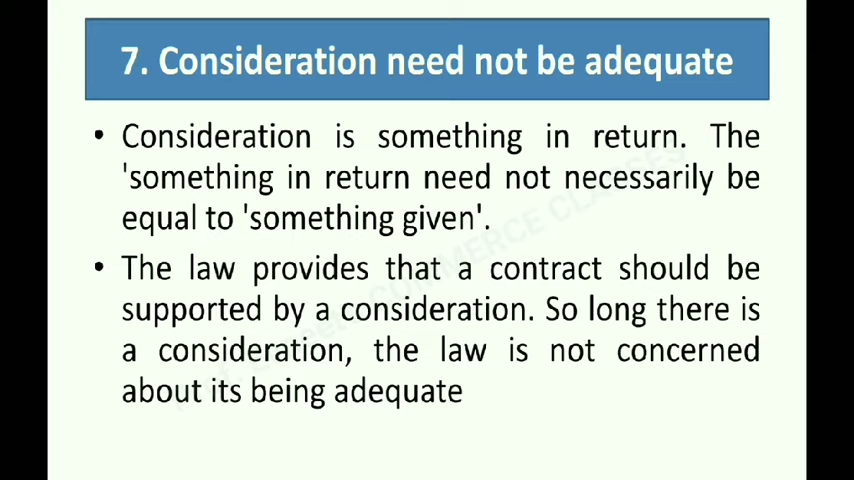 7. Consideration need not be adequate
• Consideration is something in return. The
'something in return need not necessarily be
equal to 'something given'.
• The law provides that a contract should be
supported by a consideration. So long there is
a consideration, the law is not concerned
about its being adequate
COMMERCE CLASSES